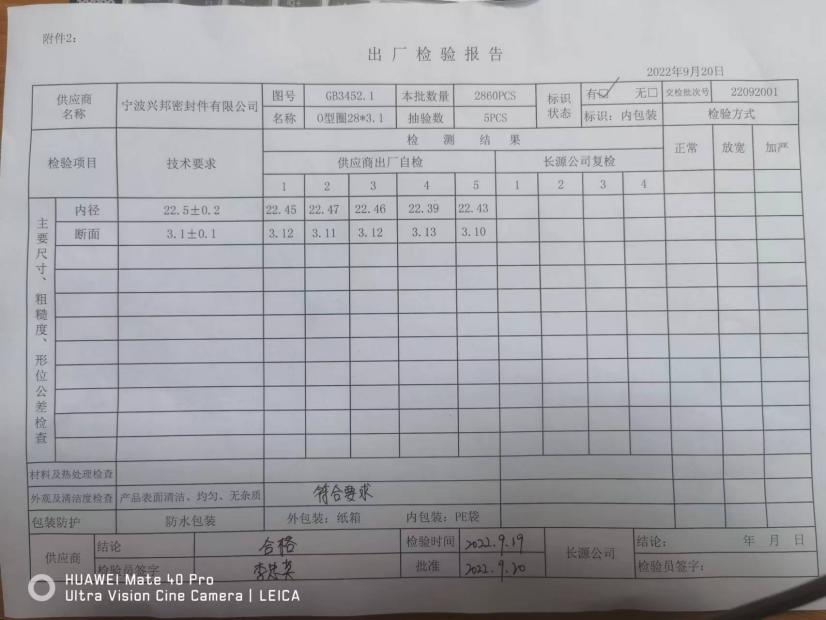 附件2:
出厂检验报告
2022年9月20日
供应商名称 宁波兴邦密封件有限公司 图号 GB3452.1 本批数量 2860PCS 标识状态 有☑ 无□ 交检批次号 22092001
名称 O型圈28*3.1 抽验数 5PCS 标识：内包装 检验方式
检验项目 技术要求 检测结果 正常 放宽 加严
供应商出厂自检 长源公司复检
1 2 3 4 5 1 2 3 4
主要尺寸、粗糙度、形位公差检查
内径 22.5±0.2 22.45 22.47 22.46 22.39 22.43
断面 3.1±0.1 3.12 3.11 3.12 3.13 3.10
材料及热处理检查
外观及清洁度检查 产品表面清洁、均匀、无杂质 符合要求
包装防护 防水包装 外包装：纸箱 内包装：PE袋
供应商 结论 合格 检验时间 2022.9.19 长源公司 结论： 年 月 日
检验员签字 李忠英 批准 2022.9.20 检验员签字：
HUAWEI Mate 40 Pro
Ultra Vision Cine Camera | LEICA